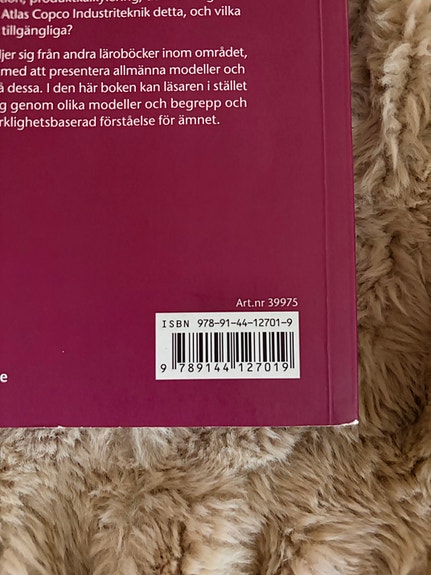 produktkalkylering,
Atlas Copco Industriteknik detta, och vilka
tillgängliga?
ljer sig från andra läroböcker inom området,
med att presentera allmänna modeller och
å dessa. I den här boken kan läsaren i stället
g genom olika modeller och begrepp och
rklighetsbaserad förståelse för ämnet.
Art.nr 39975
ISBN 978-91-44-12701-9
9 789144 127019
e